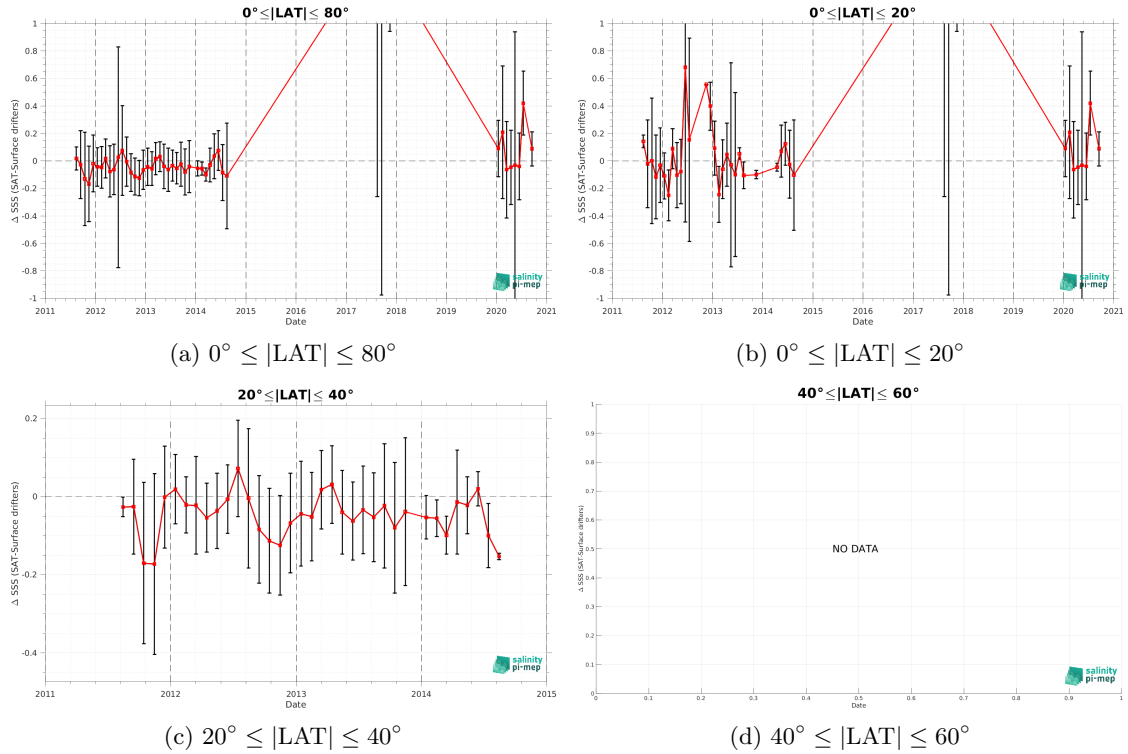 0°≤|LAT|≤ 80°
1
0.8
0.6
0.4
0.2
0
-0.2
-0.4
-0.6
-0.8
-1
Δ SSS (SAT-Surface drifters)
2011 2012 2013 2014 2015 2016 2017 2018 2019 2020 2021
Date
salinity
pi-mep
(a) 0° ≤ |LAT| ≤ 80°
0°≤|LAT|≤ 20°
1
0.8
0.6
0.4
0.2
0
-0.2
-0.4
-0.6
-0.8
-1
Δ SSS (SAT-Surface drifters)
2011 2012 2013 2014 2015 2016 2017 2018 2019 2020 2021
Date
salinity
pi-mep
(b) 0° ≤ |LAT| ≤ 20°
20°≤|LAT|≤ 40°
0.2
0
-0.2
-0.4
Δ SSS (SAT-Surface drifters)
2011 2012 2013 2014 2015
Date
salinity
pi-mep
(c) 20° ≤ |LAT| ≤ 40°
40°≤|LAT|≤ 60°
1
0.9
0.8
0.7
0.6
0.5
0.4
0.3
0.2
0.1
0
Δ SSS (SAT-Surface drifters)
NO DATA
0 0.1 0.2 0.3 0.4 0.5 0.6 0.7 0.8 0.9 1
Date
salinity
pi-mep
(d) 40° ≤ |LAT| ≤ 60°